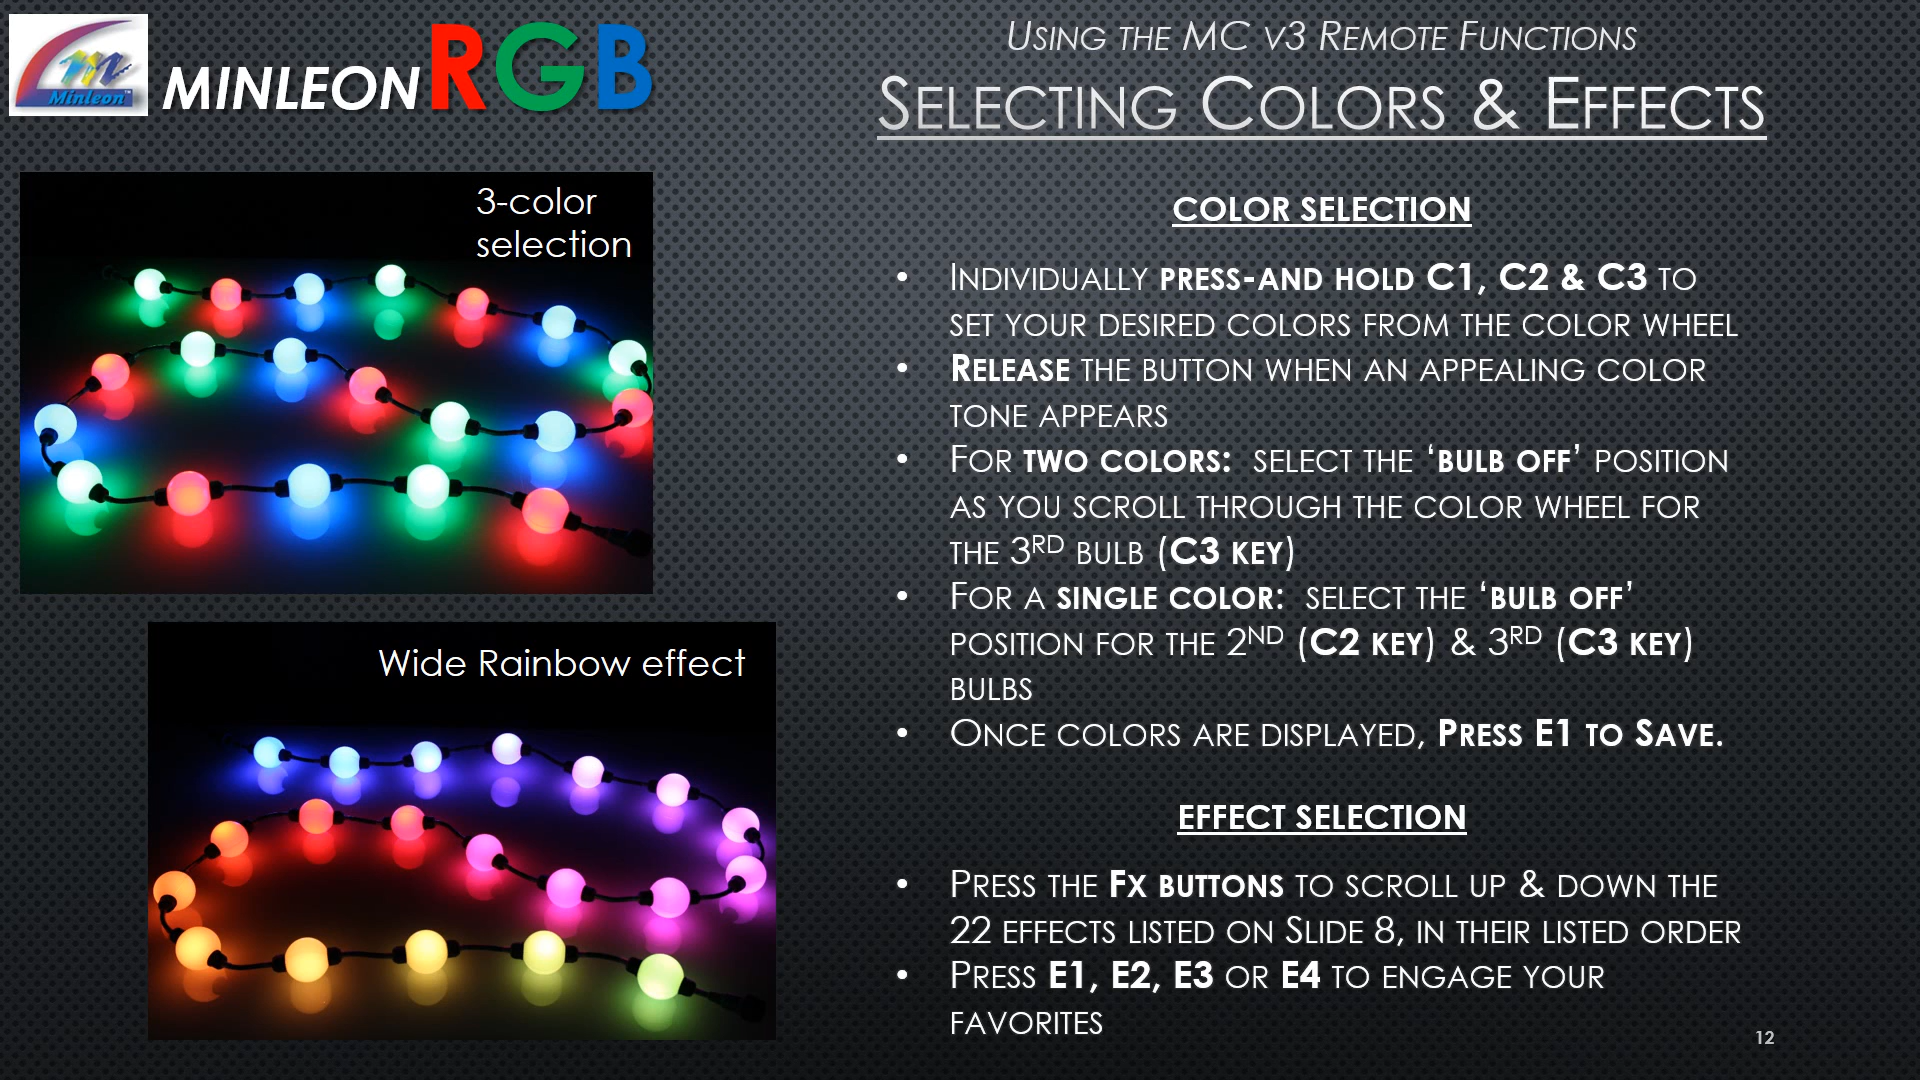 Minleon™
MINLEON RGB
Using the MC v3 Remote Functions
Selecting Colors & Effects
3-color
selection
Wide Rainbow effect
COLOR SELECTION
• Individually press-and hold C1, C2 & C3 to
set your desired colors from the color wheel
• Release the button when an appealing color
tone appears
• For two colors: select the ‘bulb off’ position
as you scroll through the color wheel for
the 3rd bulb (C3 key)
• For a single color: select the ‘bulb off’
position for the 2nd (C2 key) & 3rd (C3 key)
bulbs
• Once colors are displayed, Press E1 to Save.
EFFECT SELECTION
• Press the Fx buttons to scroll up & down the
22 effects listed on Slide 8, in their listed order
• Press E1, E2, E3 or E4 to engage your
favorites
12